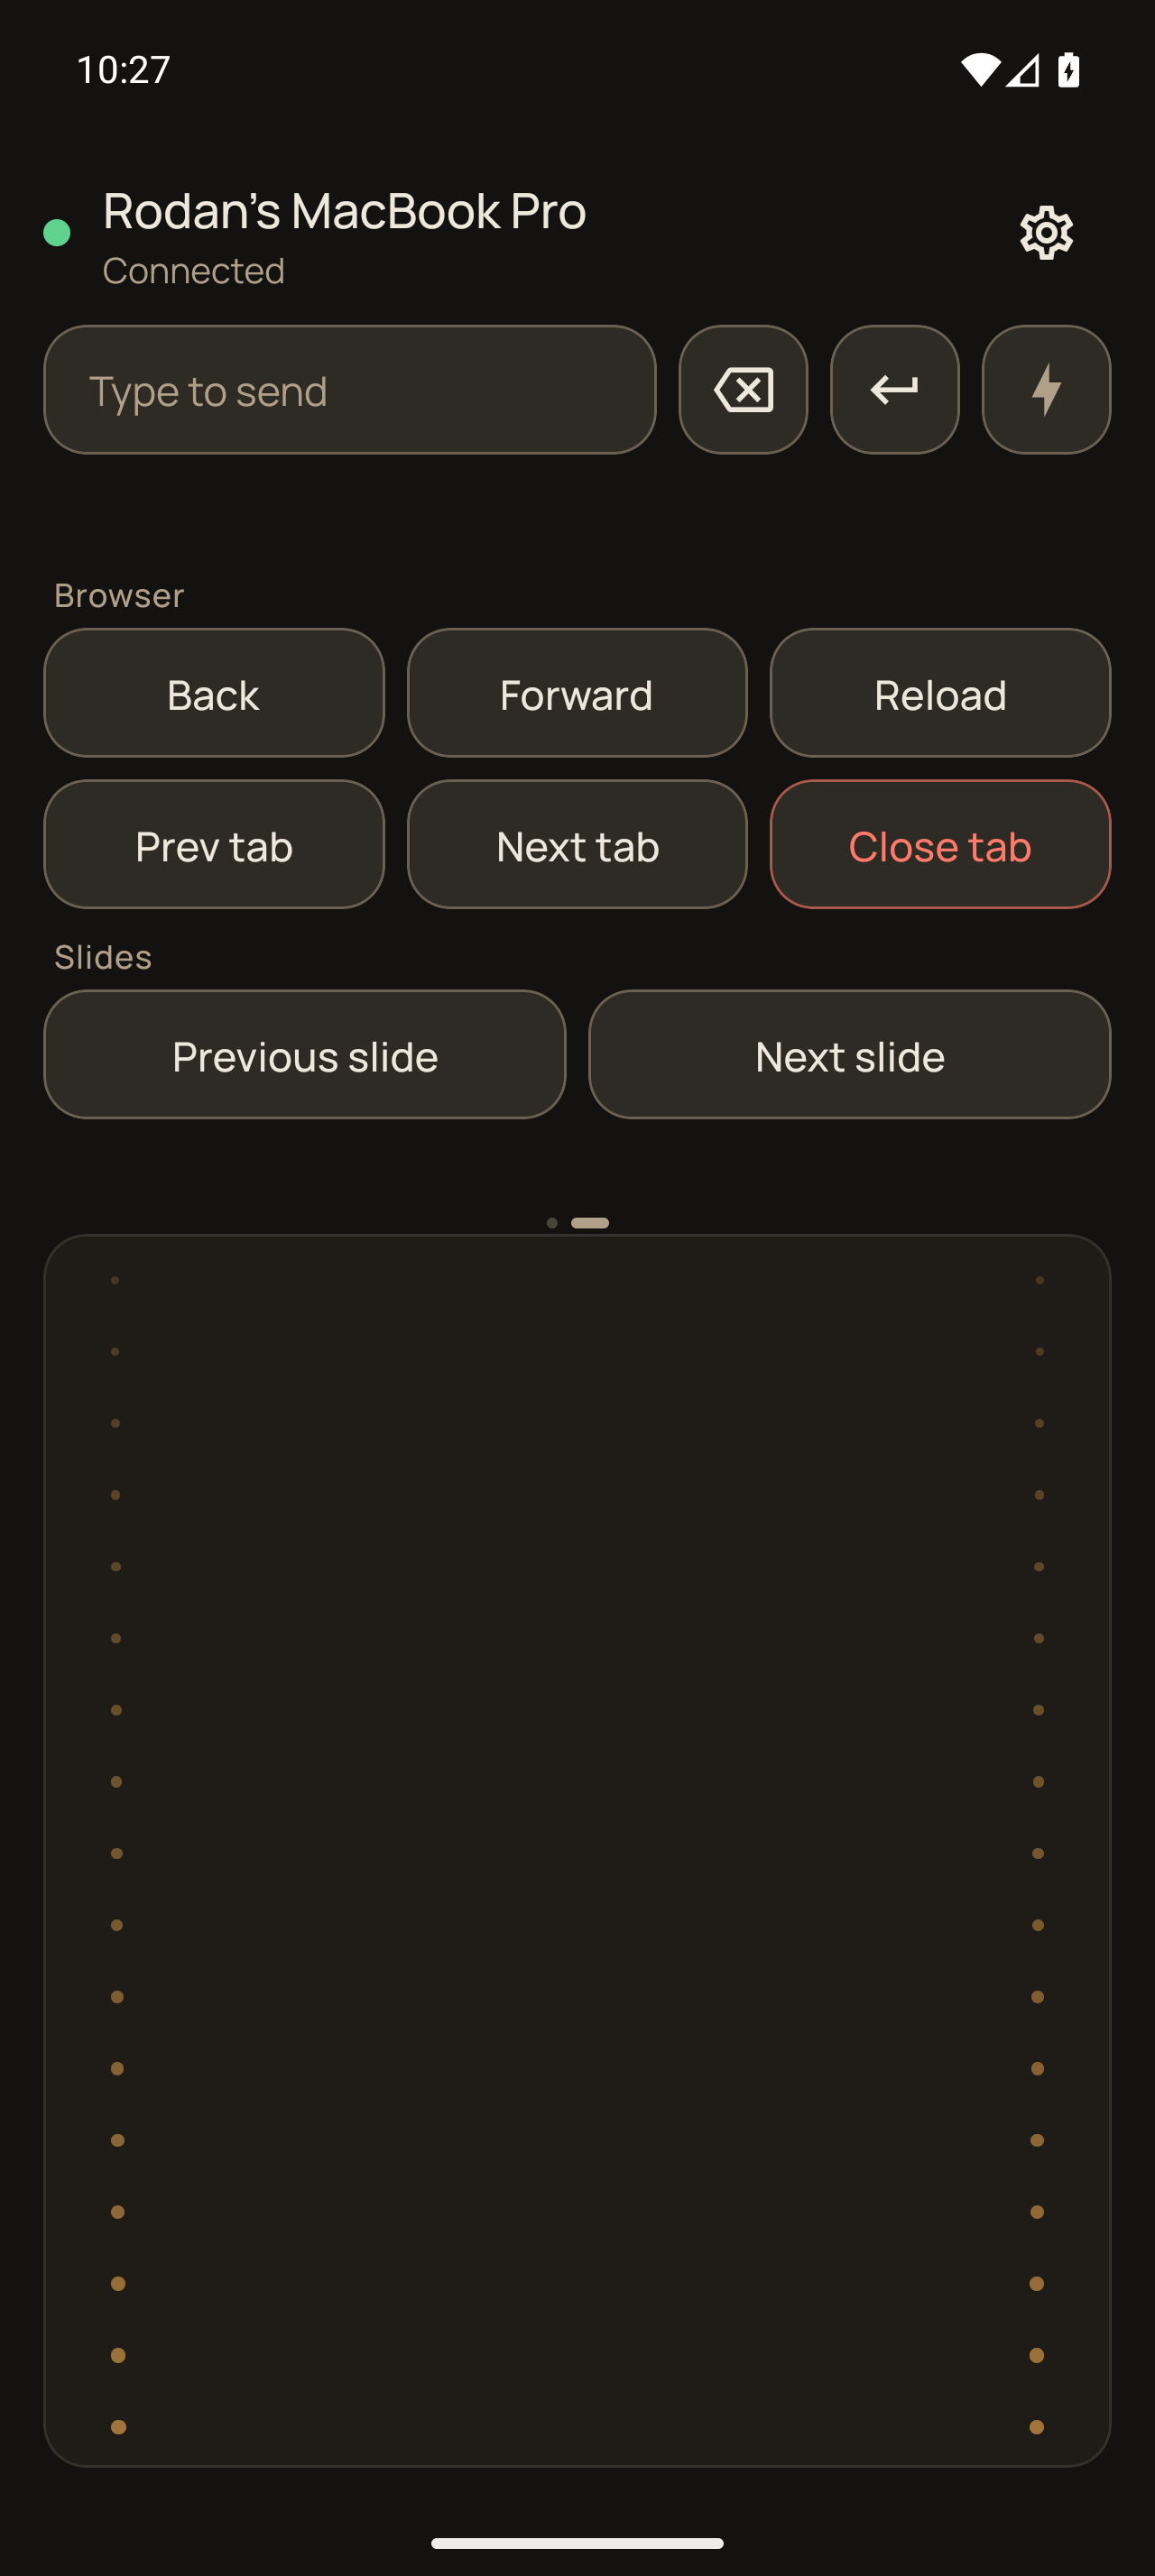 10:27
Rodan's MacBook Pro
Connected
Type to send
Browser
Back Forward Reload
Prev tab Next tab Close tab
Slides
Previous slide Next slide